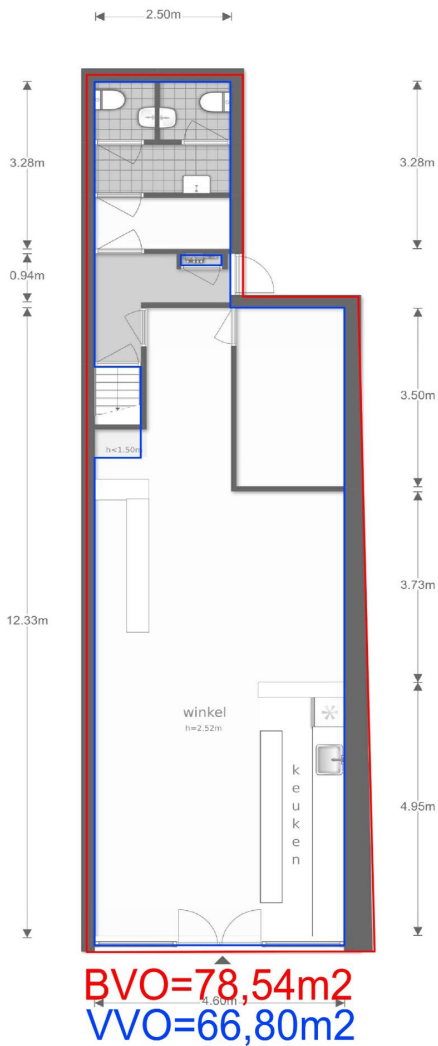 2.50m
3.28m
3.28m
0.94m
3.50m
h<1.50m
3.73m
12.33m
winkel
h=2.52m
keuken
4.95m
BVO=78,54m2
4.60m
VVO=66,80m2